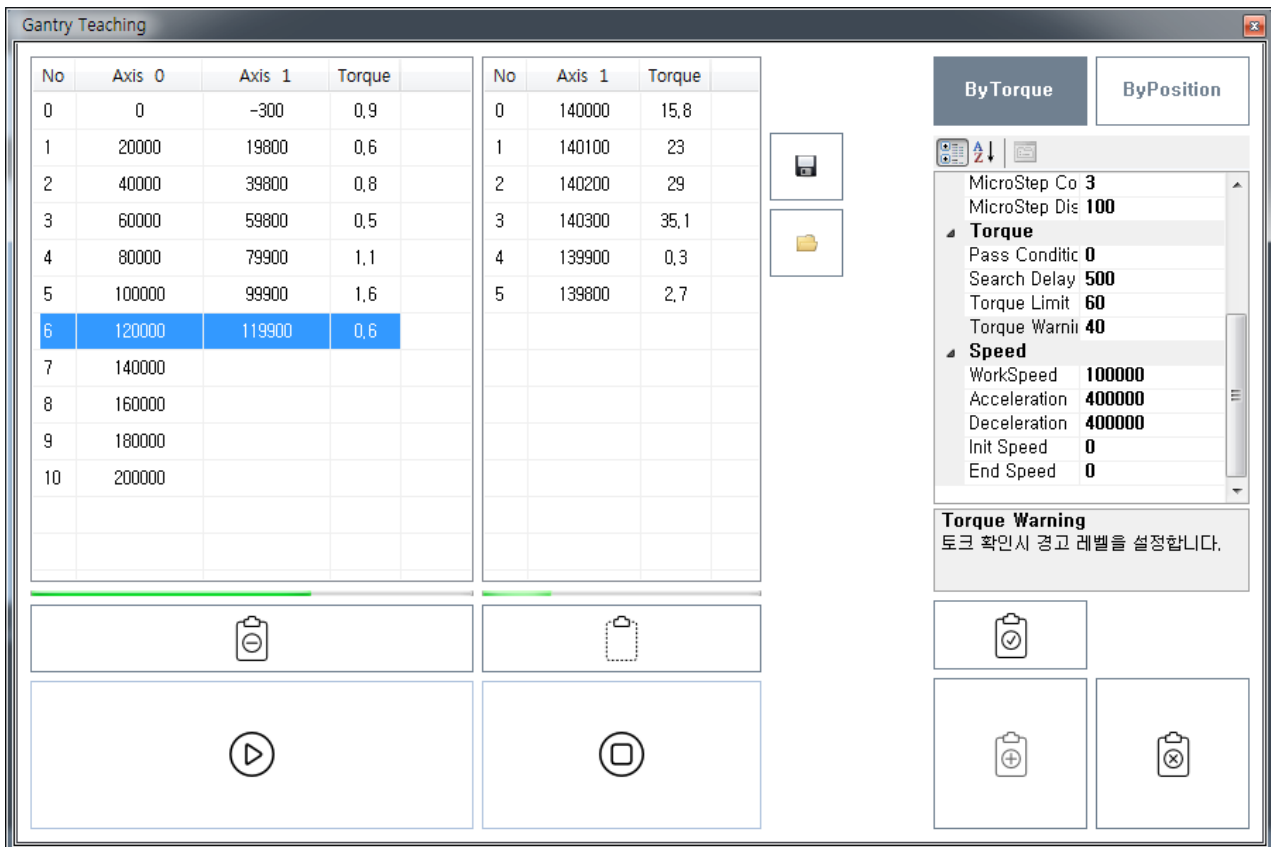 Gantry Teaching
No Axis 0 Axis 1 Torque
0 0 -300 0,9
1 20000 19800 0,6
2 40000 39800 0,8
3 60000 59800 0,5
4 80000 79900 1,1
5 100000 99900 1,6
6 120000 119900 0,6
7 140000
8 160000
9 180000
10 200000
No Axis 1 Torque
0 140000 15,8
1 140100 23
2 140200 29
3 140300 35,1
4 139900 0,3
5 139800 2,7
ByTorque ByPosition
MicroStep Co 3
MicroStep Dis 100
Torque
Pass Conditic 0
Search Delay 500
Torque Limit 60
Torque Warnii 40
Speed
WorkSpeed 100000
Acceleration 400000
Deceleration 400000
Init Speed 0
End Speed 0
Torque Warning
토크 확인시 경고 레벨을 설정합니다.